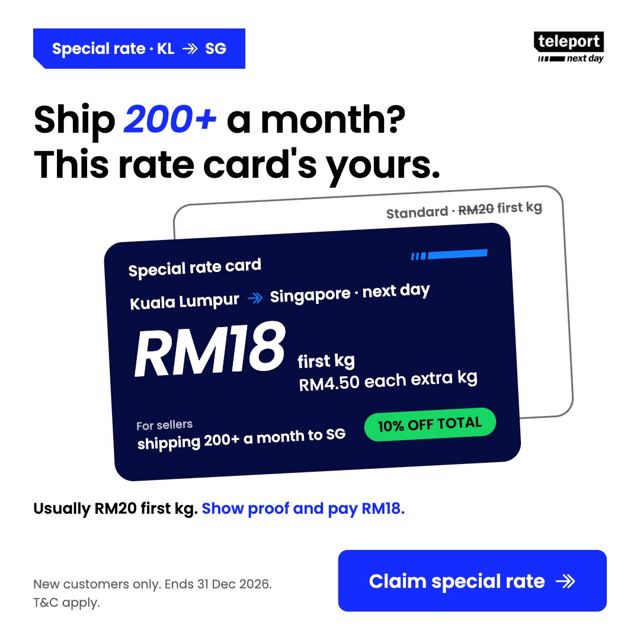 Special rate · KL → SG
teleport
next day
Ship 200+ a month?
This rate card's yours.
Standard · RM20 first kg
Special rate card
Kuala Lumpur → Singapore · next day
RM18 first kg
RM4.50 each extra kg
For sellers
shipping 200+ a month to SG
10% OFF TOTAL
Usually RM20 first kg. Show proof and pay RM18.
New customers only. Ends 31 Dec 2026.
T&C apply.
Claim special rate →